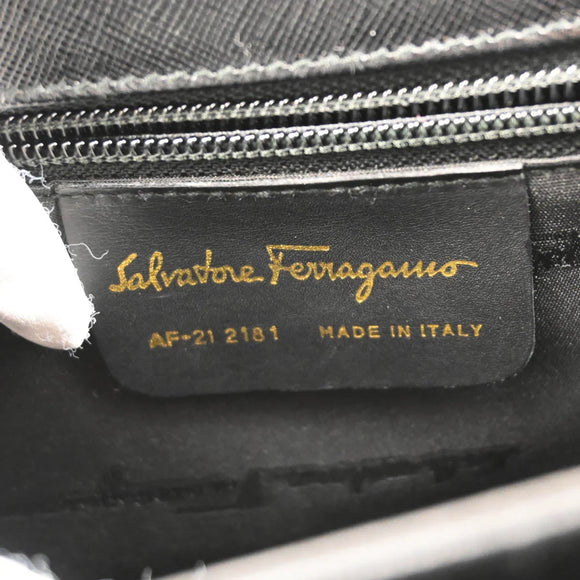 Salvatore Ferragamo
AF-21 2181 MADE IN ITALY